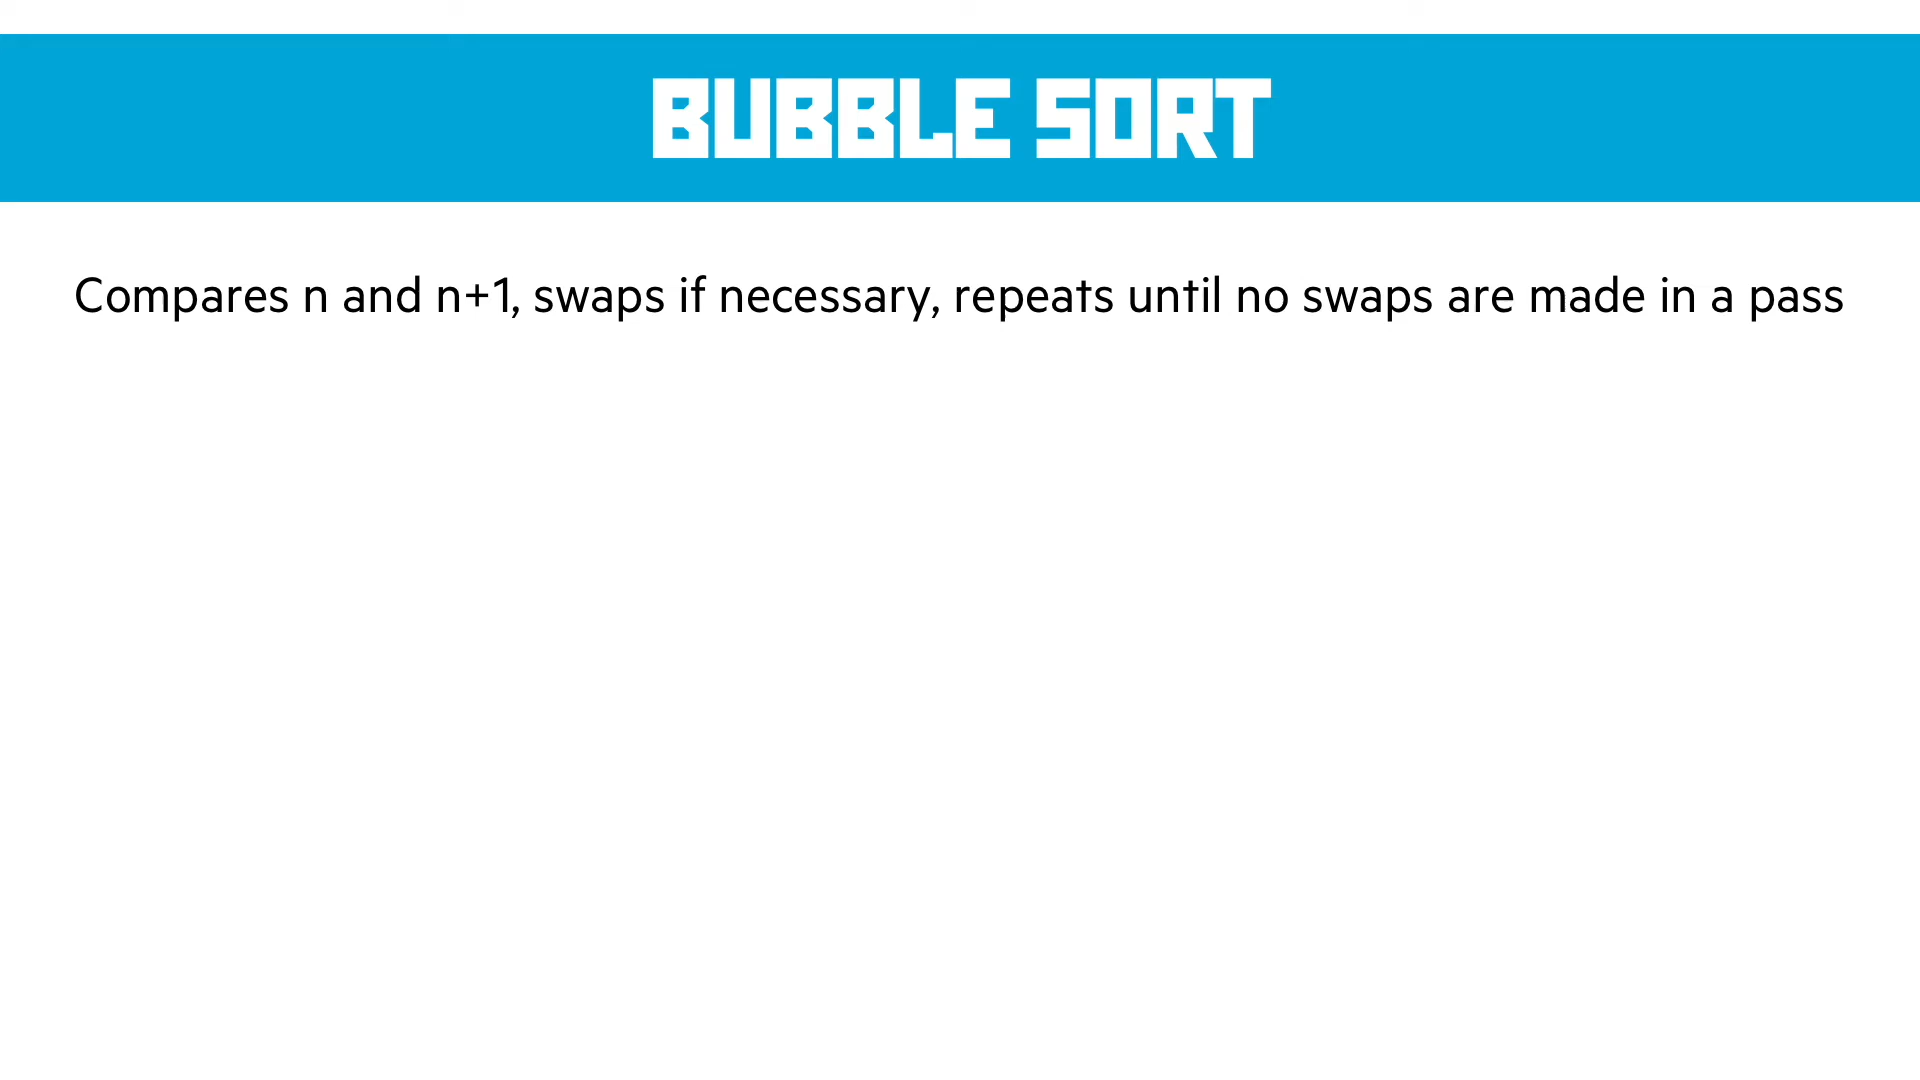 BUBBLE SORT
Compares n and n+1, swaps if necessary, repeats until no swaps are made in a pass